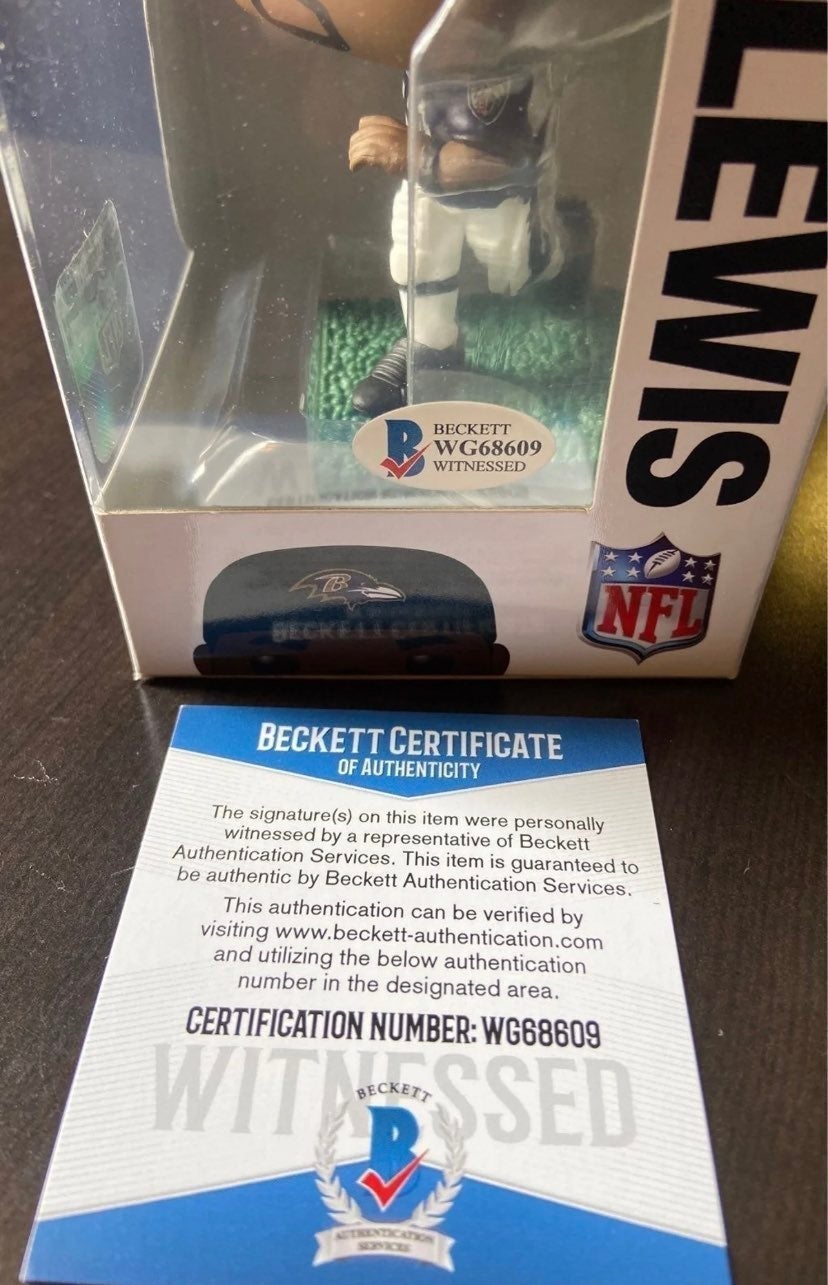 LEWIS
BECKETT
WG68609
WITNESSED
B
NFL
BECKETT CERTIFICATE
OF AUTHENTICITY
The signature(s) on this item were personally
witnessed by a representative of Beckett
Authentication Services. This item is guaranteed to
be authentic by Beckett Authentication Services.
This authentication can be verified by
visiting www.beckett-authentication.com
and utilizing the below authentication
number in the designated area.
CERTIFICATION NUMBER: WG68609
WITNESSED
BECKETT
B
AUTHENTICATION
SERVICES